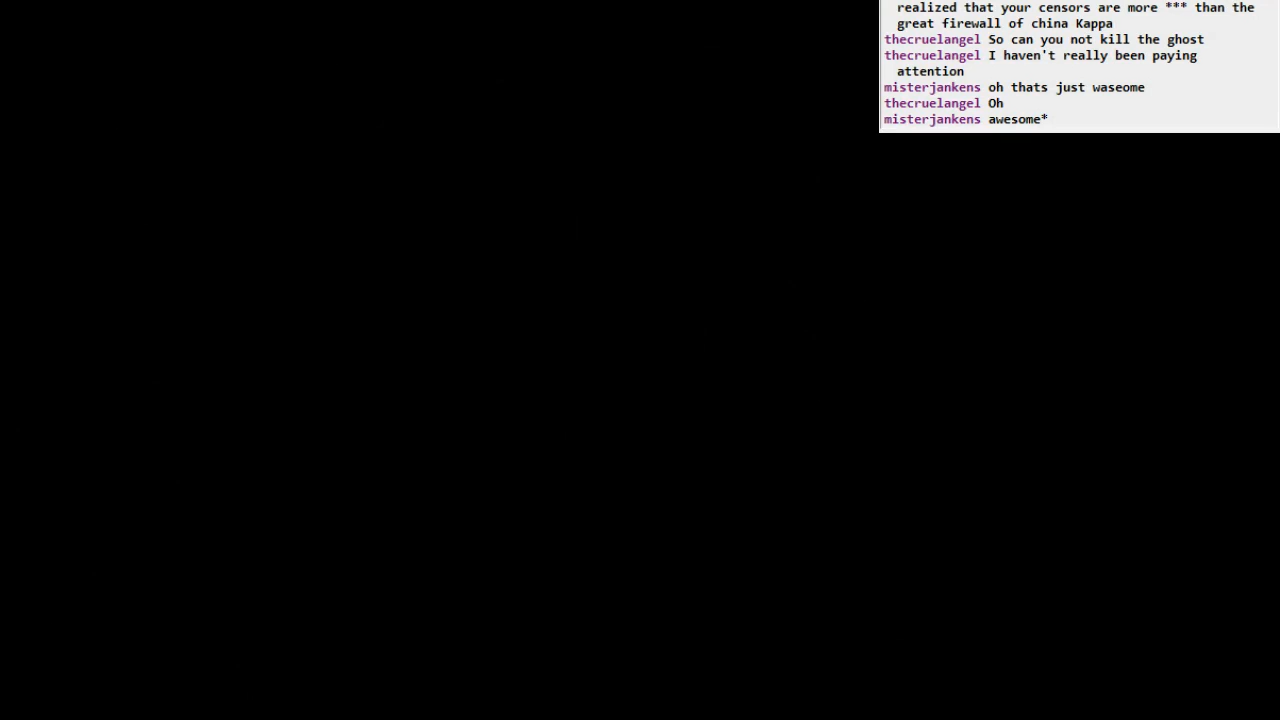 realized that your censors are more *** than the
great firewall of china Kappa
thecruelangel So can you not kill the ghost
thecruelangel I haven't really been paying
attention
misterjankens oh thats just waseome
thecruelangel Oh
misterjankens awesome*